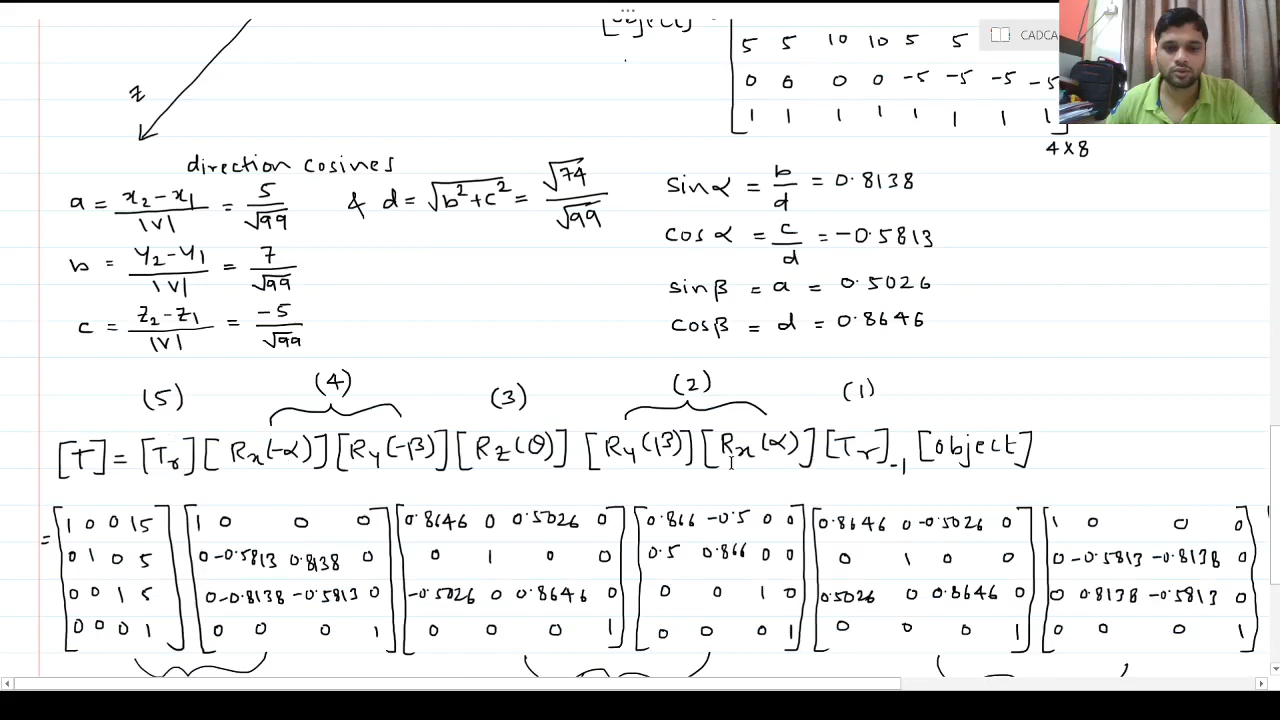 [object]
CADCA
5 5 10 10 5 5
0 0 0 0 -5 -5 -5 -5
1 1 1 1 1 1 1 1
4 X 8
z
direction cosines
a = x2 - x1 / |V| = 5 / √99 & d = √b² + c² = √74 / √99
b = Y2 - Y1 / |V| = 7 / √99
c = Z2 - Z1 / |V| = -5 / √99
sin α = b / d = 0.8138
cos α = c / d = -0.5813
sin β = a = 0.5026
cos β = d = 0.8646
(5) (4) (3) (2) (1)
[T] = [Tr] [Rx(-α)] [Ry(-β)] [Rz(θ)] [Ry(β)] [Rx(α)] [Tr]-1 [object]
= [1 0 0 15] [1 0 0 0] [0.8646 0 0.5026 0] [0.866 -0.5 0 0] [0.8646 0 -0.5026 0] [1 0 0 0]
[0 1 0 5] [0 -0.5813 0.8138 0] [0 1 0 0] [0.5 0.866 0 0] [0 1 0 0] [0 -0.5813 -0.8138 0]
[0 0 1 5] [0 -0.8138 -0.5813 0] [-0.5026 0 0.8646 0] [0 0 1 0] [0.5026 0 0.8646 0] [0 0.8138 -0.5813 0]
[0 0 0 1] [0 0 0 1] [0 0 0 1] [0 0 0 1] [0 0 0 1] [0 0 0 1]